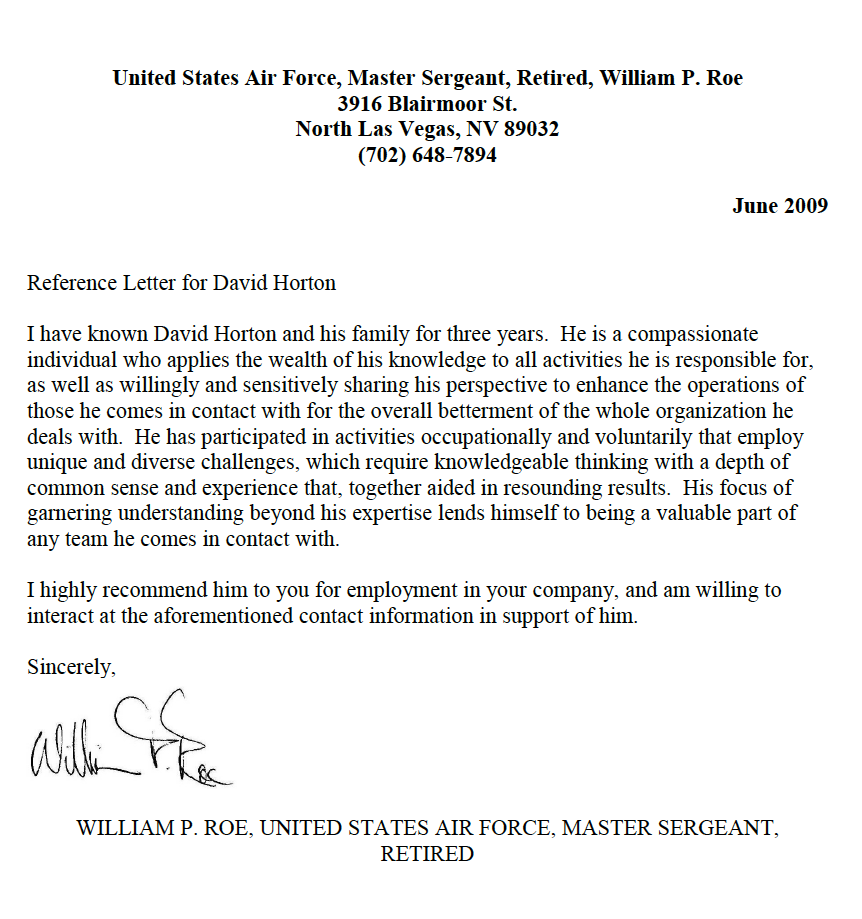 United States Air Force, Master Sergeant, Retired, William P. Roe
3916 Blairmoor St.
North Las Vegas, NV 89032
(702) 648-7894
June 2009
Reference Letter for David Horton
I have known David Horton and his family for three years.  He is a compassionate
individual who applies the wealth of his knowledge to all activities he is responsible for,
as well as willingly and sensitively sharing his perspective to enhance the operations of
those he comes in contact with for the overall betterment of the whole organization he
deals with.  He has participated in activities occupationally and voluntarily that employ
unique and diverse challenges, which require knowledgeable thinking with a depth of
common sense and experience that, together aided in resounding results.  His focus of
garnering understanding beyond his expertise lends himself to being a valuable part of
any team he comes in contact with.
I highly recommend him to you for employment in your company, and am willing to
interact at the aforementioned contact information in support of him.
Sincerely,
William P. Roe
WILLIAM P. ROE, UNITED STATES AIR FORCE, MASTER SERGEANT,
RETIRED